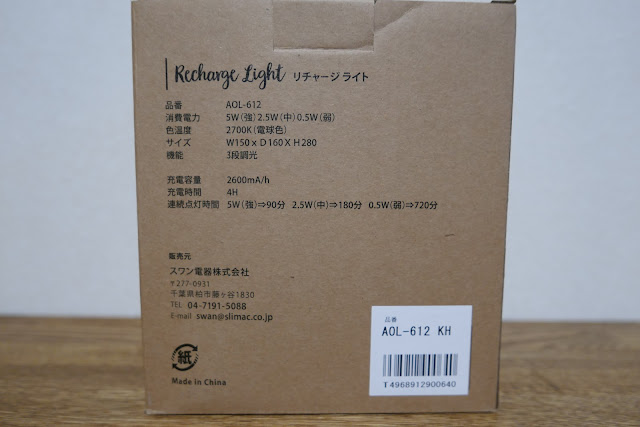 Recharge Light リチャージライト
品番 AOL-612
消費電力 5W(強)2.5W(中)0.5W(弱)
色温度 2700K(電球色)
サイズ W150 x D160 X H280
機能 3段調光
充電容量 2600mA/h
充電時間 4H
連続点灯時間 5W(強)⇒90分 2.5W(中)⇒180分 0.5W(弱)⇒720分
販売元
スワン電器株式会社
〒277-0931
千葉県柏市藤ヶ谷1830
TEL 04-7191-5088
E-mail swan@slimac.co.jp
紙
Made in China
品番
AOL-612 KH
T4968912900640